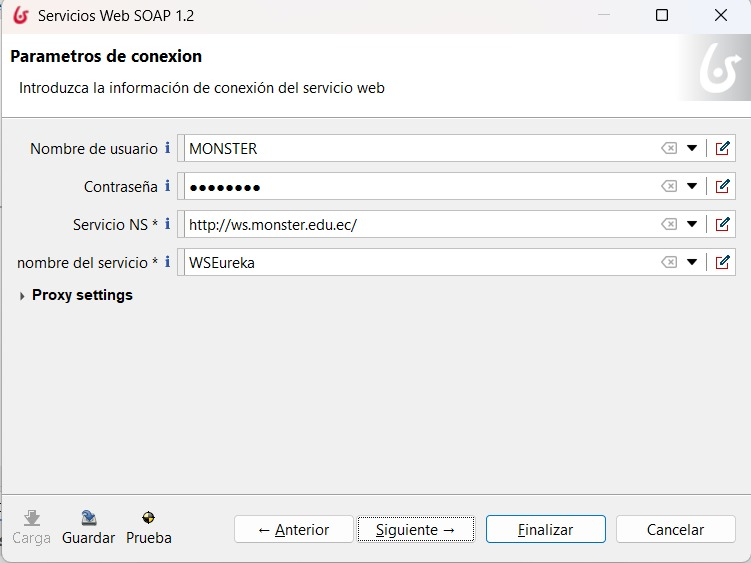 Servicios Web SOAP 1.2
Parametros de conexion
Introduzca la información de conexión del servicio web
Nombre de usuario MONSTER
Contraseña ●●●●●●●●
Servicio NS * http://ws.monster.edu.ec/
nombre del servicio * WSEureka
Proxy settings
Carga Guardar Prueba
← Anterior Siguiente → Finalizar Cancelar